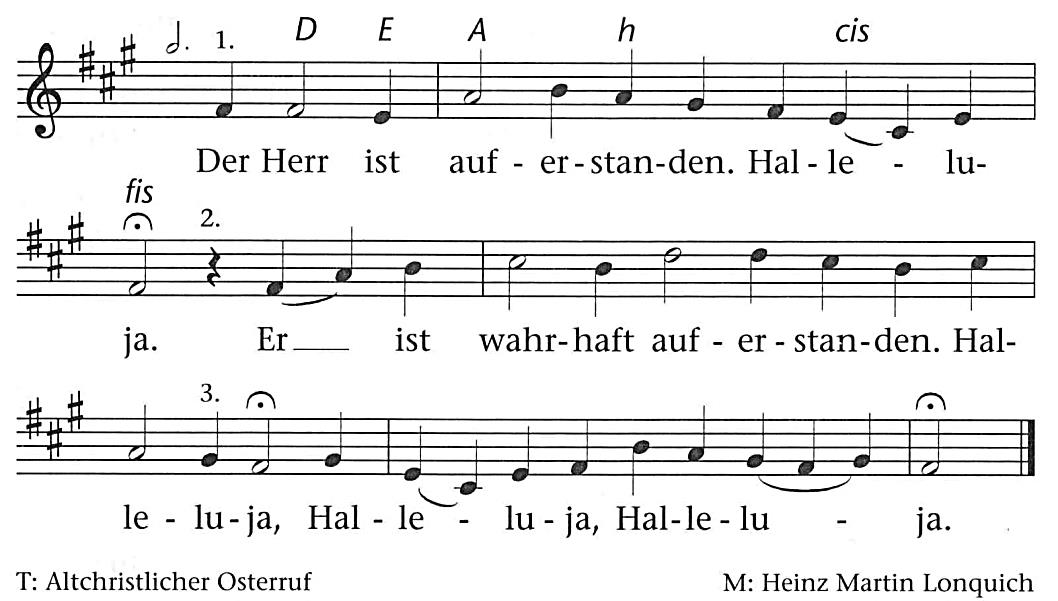 1. D E A h cis
Der Herr ist auf - er - stan - den. Hal - le - lu-
fis
2.
ja. Er ist wahr - haft auf - er - stan - den. Hal-
3.
le - lu - ja, Hal - le - lu - ja, Hal - le - lu - ja.
T: Altchristlicher Osterruf M: Heinz Martin Lonquich